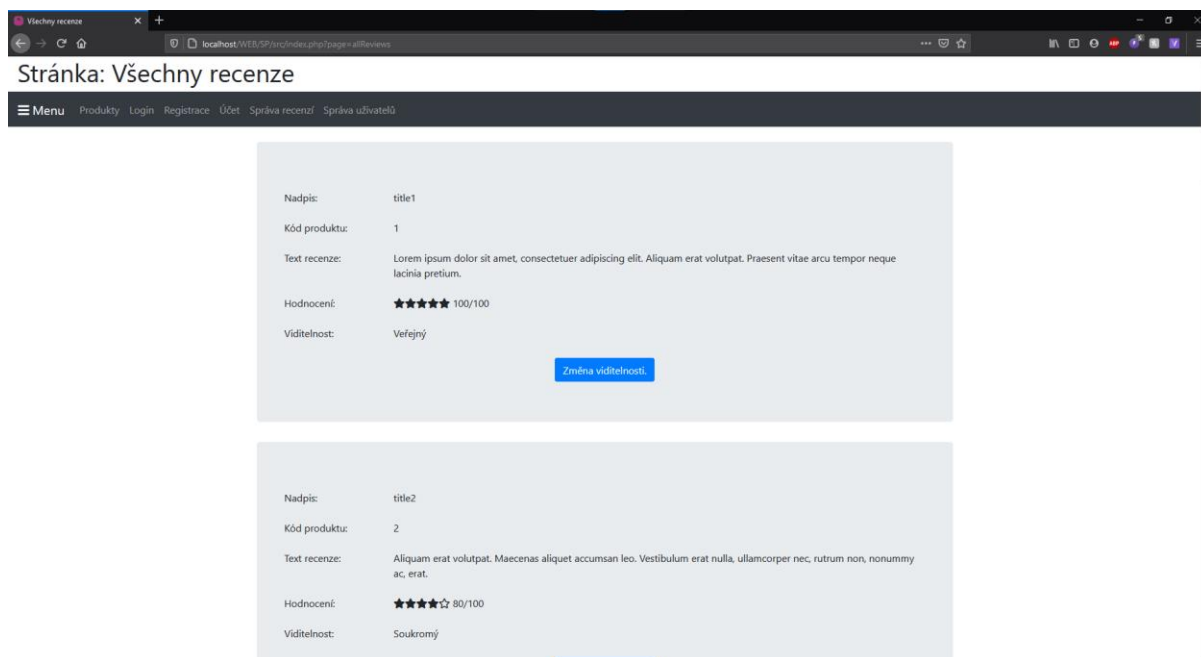 Všechny recenze
localhost/WEB/SP/src/index.php?page=allReviews
Stránka: Všechny recenze
Menu Produkty Login Registrace Účet Správa recenzí Správa uživatelů
Nadpis: title1
Kód produktu: 1
Text recenze: Lorem ipsum dolor sit amet, consectetuer adipiscing elit. Aliquam erat volutpat. Praesent vitae arcu tempor neque
lacinia pretium.
Hodnocení: 100/100
Viditelnost: Veřejný
Změna viditelnosti.
Nadpis: title2
Kód produktu: 2
Text recenze: Aliquam erat volutpat. Maecenas aliquet accumsan leo. Vestibulum erat nulla, ullamcorper nec, rutrum non, nonummy
ac, erat.
Hodnocení: 80/100
Viditelnost: Soukromý